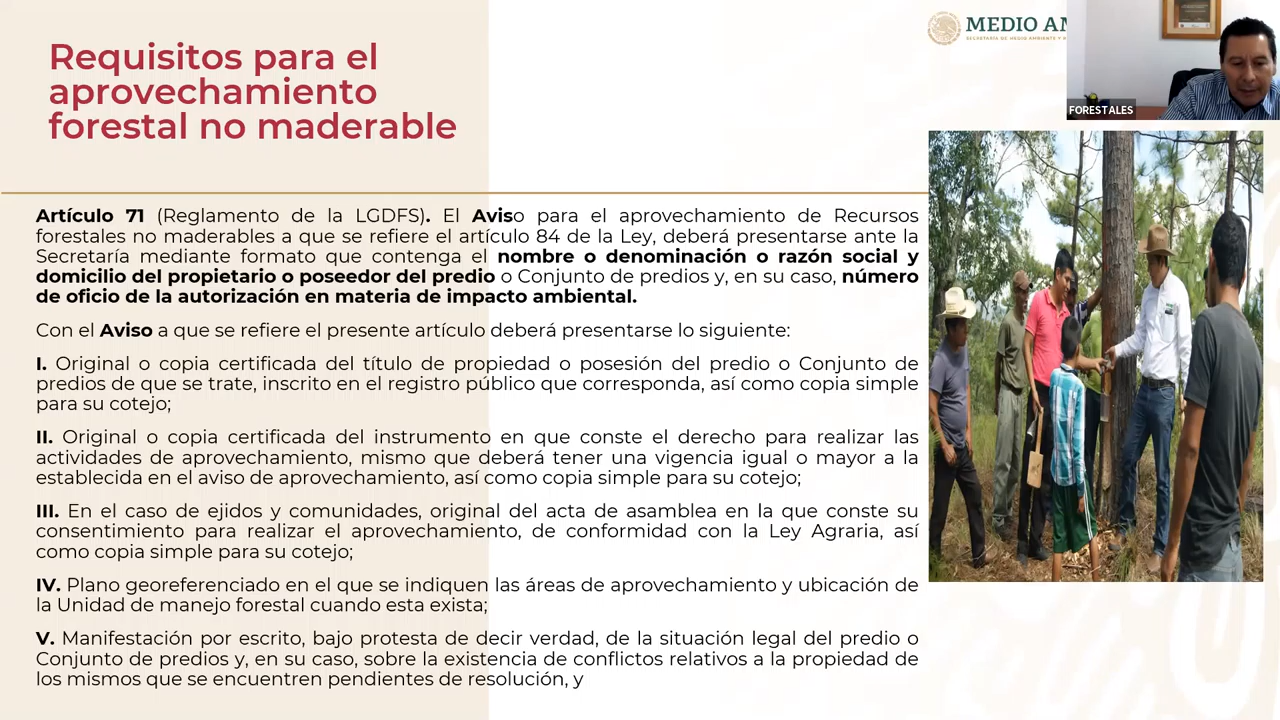 Requisitos para el
aprovechamiento
forestal no maderable
MEDIO AM
FORESTALES
Artículo 71 (Reglamento de la LGDFS). El Aviso para el aprovechamiento de Recursos
forestales no maderables a que se refiere el artículo 84 de la Ley, deberá presentarse ante la
Secretaría mediante formato que contenga el nombre o denominación o razón social y
domicilio del propietario o poseedor del predio o Conjunto de predios y, en su caso, número
de oficio de la autorización en materia de impacto ambiental.
Con el Aviso a que se refiere el presente artículo deberá presentarse lo siguiente:
I. Original o copia certificada del título de propiedad o posesión del predio o Conjunto de
predios de que se trate, inscrito en el registro público que corresponda, así como copia simple
para su cotejo;
II. Original o copia certificada del instrumento en que conste el derecho para realizar las
actividades de aprovechamiento, mismo que deberá tener una vigencia igual o mayor a la
establecida en el aviso de aprovechamiento, así como copia simple para su cotejo;
III. En el caso de ejidos y comunidades, original del acta de asamblea en la que conste su
consentimiento para realizar el aprovechamiento, de conformidad con la Ley Agraria, así
como copia simple para su cotejo;
IV. Plano georeferenciado en el que se indiquen las áreas de aprovechamiento y ubicación de
la Unidad de manejo forestal cuando esta exista;
V. Manifestación por escrito, bajo protesta de decir verdad, de la situación legal del predio o
Conjunto de predios y, en su caso, sobre la existencia de conflictos relativos a la propiedad de
los mismos que se encuentren pendientes de resolución, y